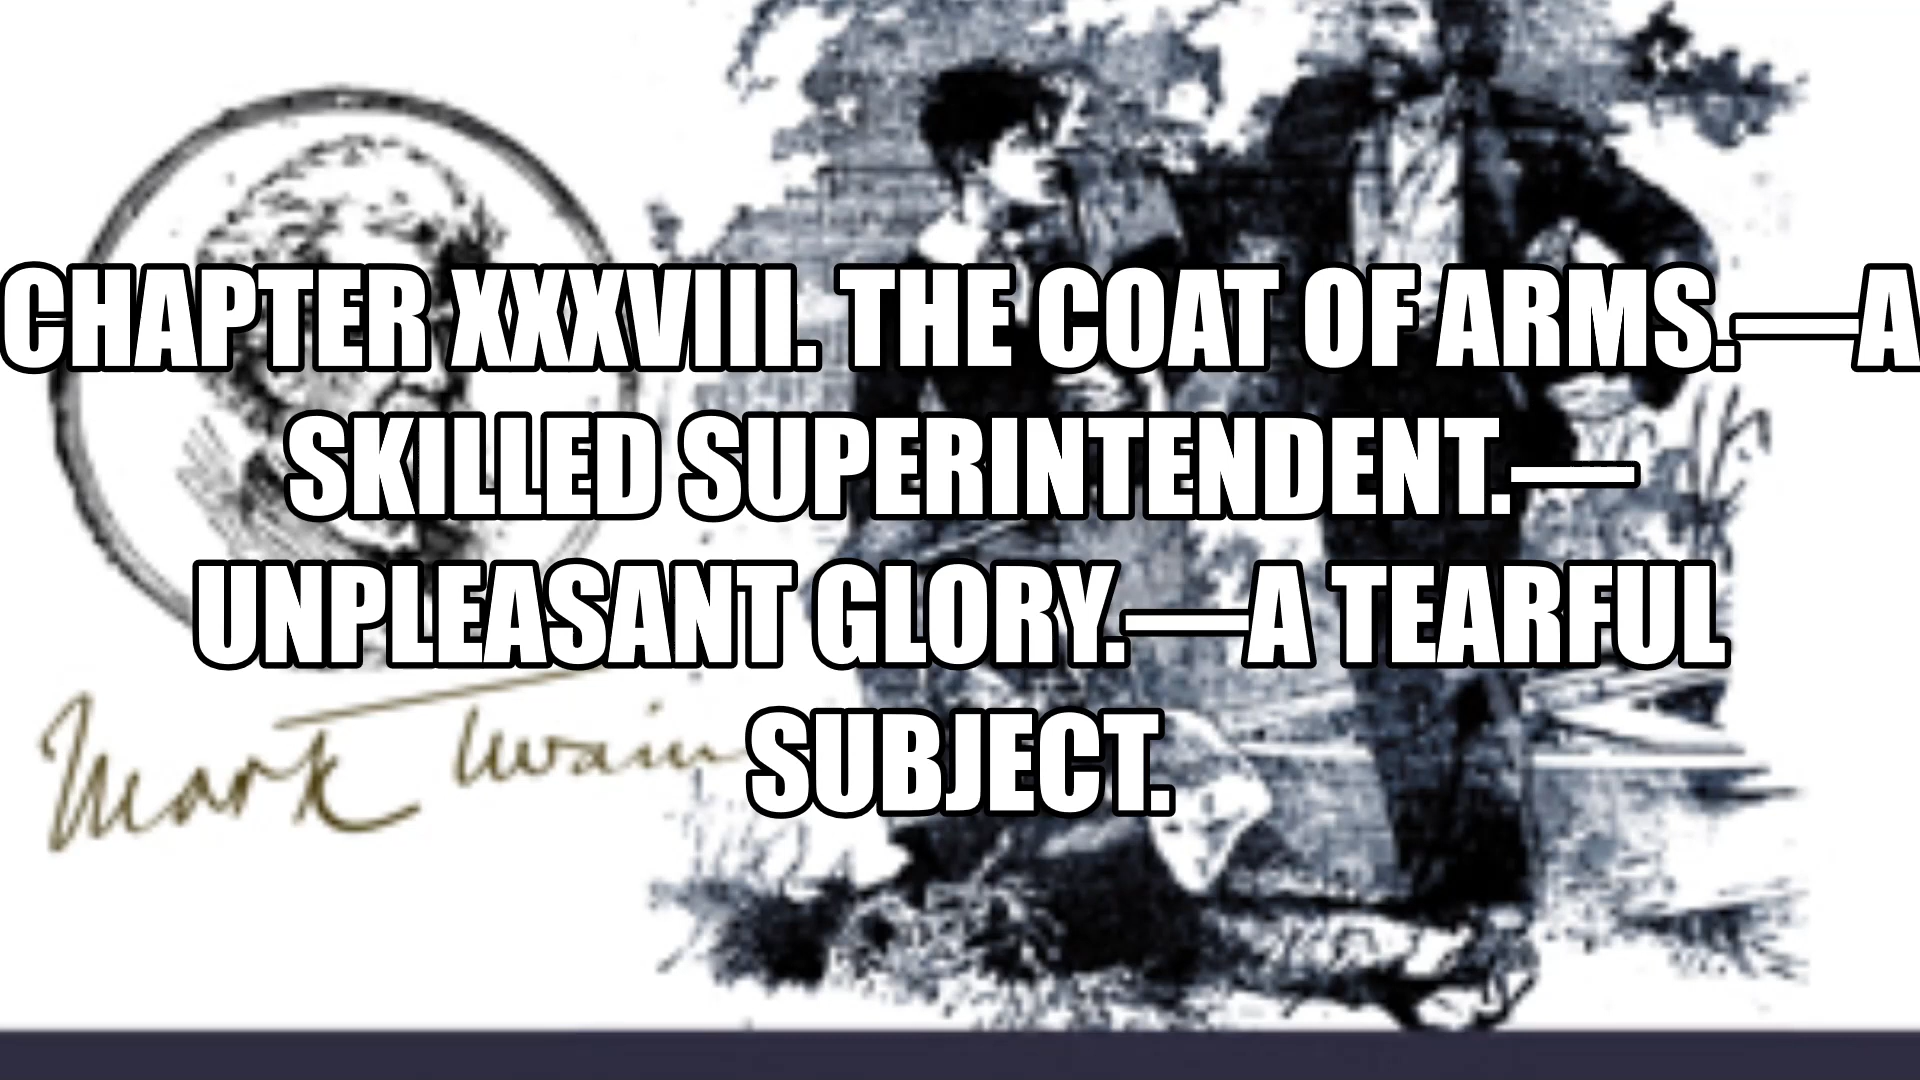 CHAPTER XXXVIII. THE COAT OF ARMS.—A
SKILLED SUPERINTENDENT.—
UNPLEASANT GLORY.—A TEARFUL
SUBJECT.
Mark Twain